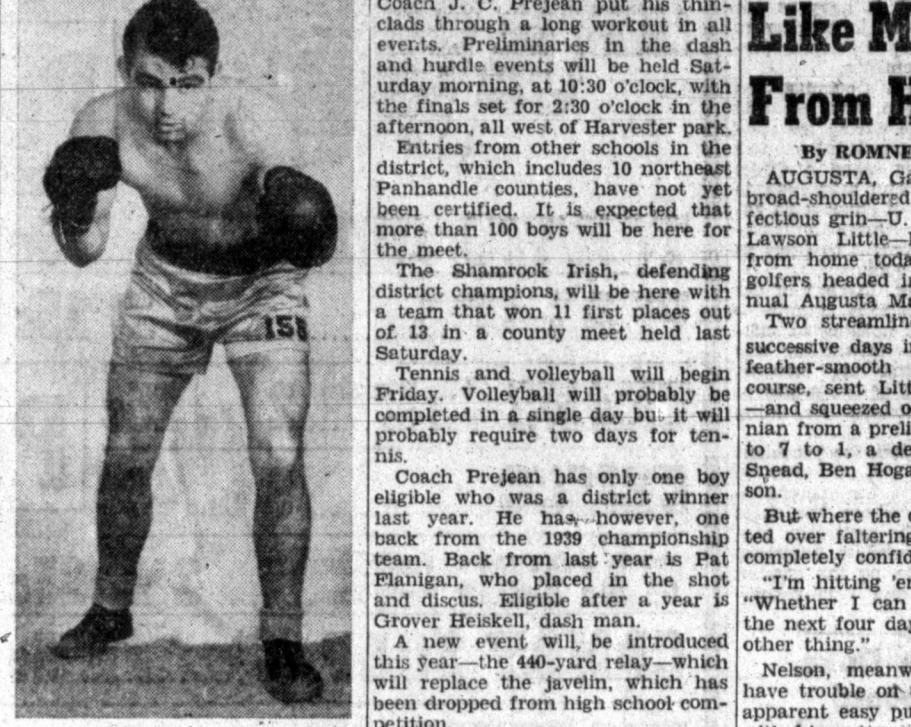 155
Coach J. C. Prejean put his thin-
clads through a long workout in all
events. Preliminaries in the dash
and hurdle events will be held Sat-
urday morning, at 10:30 o'clock, with
the finals set for 2:30 o'clock in the
afternoon, all west of Harvester park.
Entries from other schools in the
district, which includes 10 northeast
Panhandle counties, have not yet
been certified. It is expected that
more than 100 boys will be here for
the meet.
The Shamrock Irish, defending
district champions, will be here with
a team that won 11 first places out
of 13 in a county meet held last
Saturday.
Tennis and volleyball will begin
Friday. Volleyball will probably be
completed in a single day but it will
probably require two days for ten-
nis.
Coach Prejean has only one boy
eligible who was a district winner
last year. He has, however, one
back from the 1939 championship
team. Back from last year is Pat
Flanigan, who placed in the shot
and discus. Eligible after a year is
Grover Heiskell, dash man.
A new event will be introduced
this year—the 440-yard relay—which
will replace the javelin, which has
been dropped from high school com-
petition.
Like M
From H
By ROMNE
AUGUSTA, Ga
broad-shouldered
fectious grin—U.
Lawson Little—
from home toda
golfers headed i
nual Augusta Ma
Two streamlin
successive days i
feather-smooth
course, sent Litt
—and squeezed o
nian from a preli
to 7 to 1, a de
Snead, Ben Hoga
son.
But where the
ted over faltering
completely confid
"I'm hitting 'en
"Whether I can
the next four day
other thing."
Nelson, meanw
have trouble on
apparent easy pu